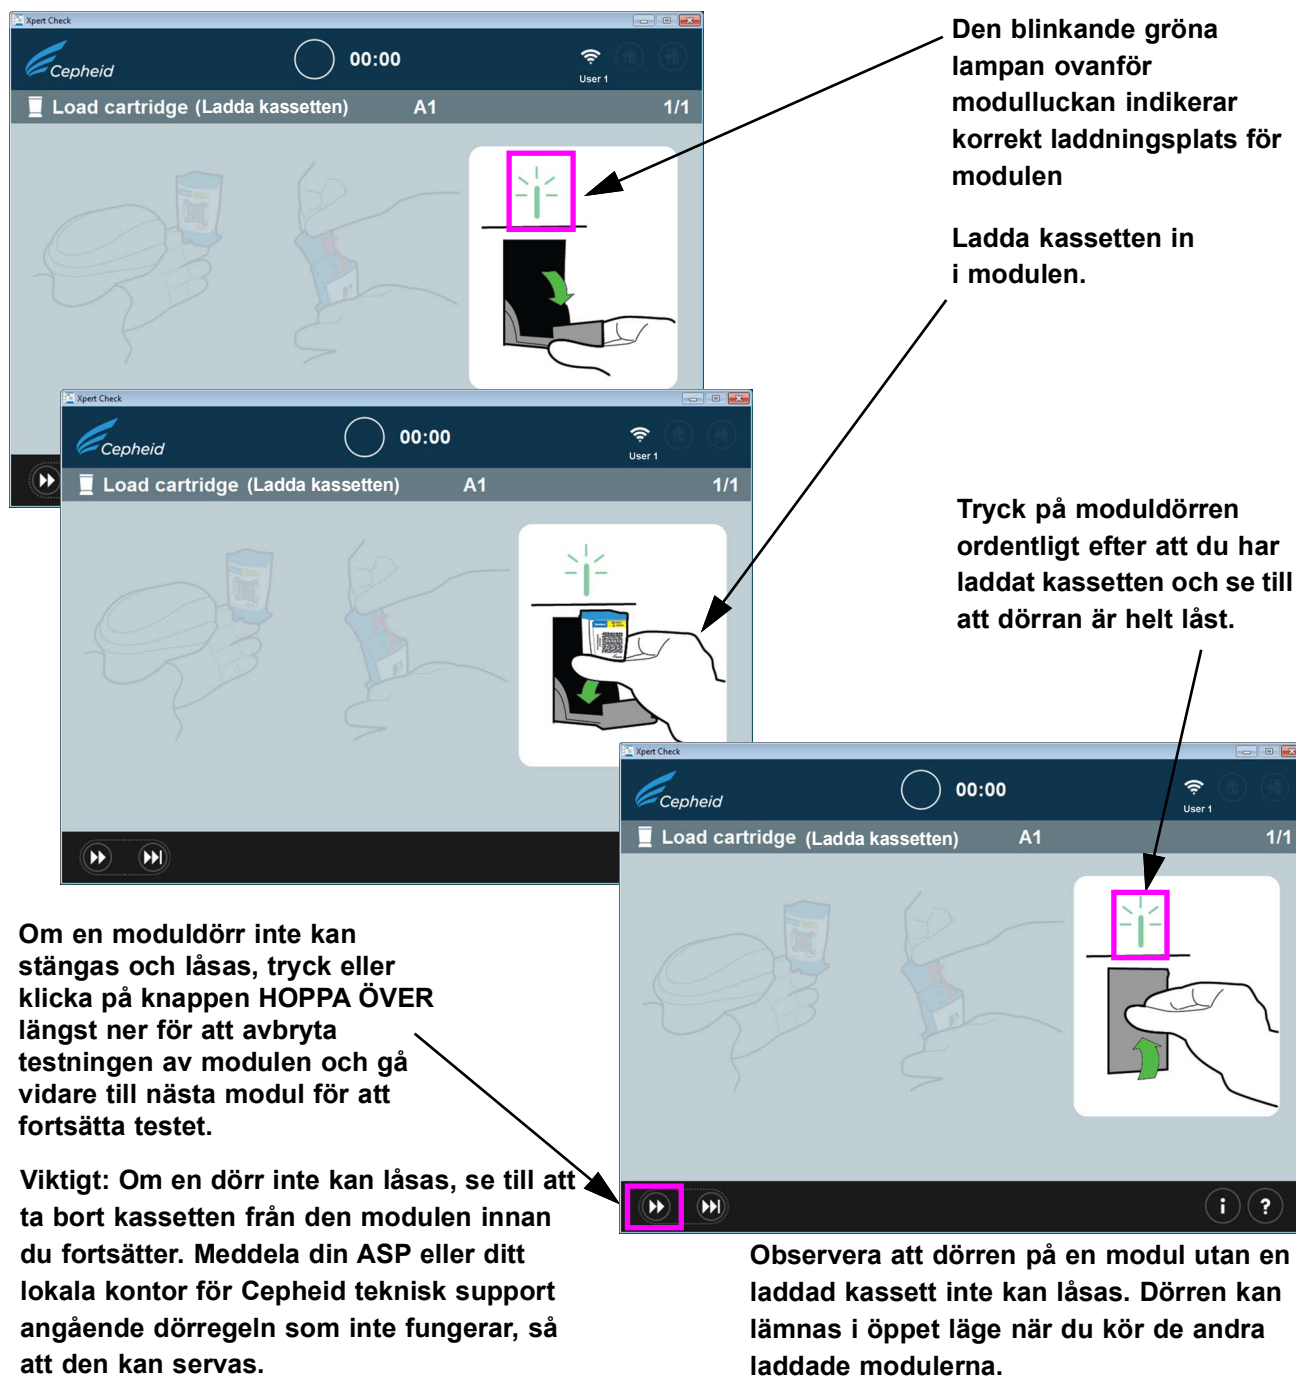 Xpert Check
Cepheid
00:00
User 1
Load cartridge (Ladda kassetten) A1 1/1
Den blinkande gröna
lampan ovanför
modulluckan indikerar
korrekt laddningsplats för
modulen
Ladda kassetten in
i modulen.
Xpert Check
Cepheid
00:00
User 1
Load cartridge (Ladda kassetten) A1 1/1
Tryck på moduldörren
ordentligt efter att du har
laddat kassetten och se till
att dörran är helt låst.
Xpert Check
Cepheid
00:00
User 1
Load cartridge (Ladda kassetten) A1 1/1
Om en moduldörr inte kan
stängas och låsas, tryck eller
klicka på knappen HOPPA ÖVER
längst ner för att avbryta
testningen av modulen och gå
vidare till nästa modul för att
fortsätta testet.
Viktigt: Om en dörr inte kan låsas, se till att
ta bort kassetten från den modulen innan
du fortsätter. Meddela din ASP eller ditt
lokala kontor för Cepheid teknisk support
angående dörregeln som inte fungerar, så
att den kan servas.
i ?
Observera att dörren på en modul utan en
laddad kassett inte kan låsas. Dörren kan
lämnas i öppet läge när du kör de andra
laddade modulerna.